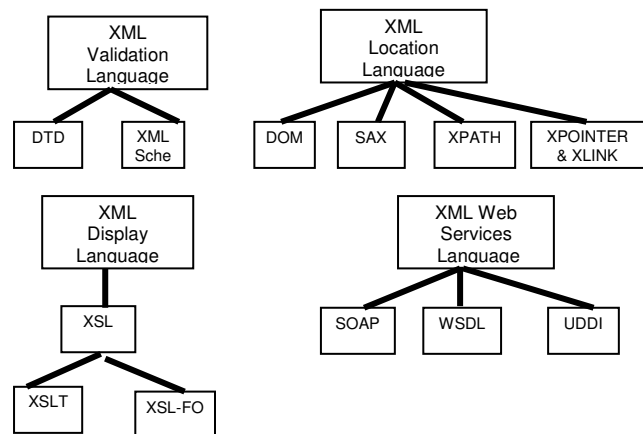 XML
Validation
Language
DTD
XML
Sche
XML
Location
Language
DOM
SAX
XPATH
XPOINTER
& XLINK
XML
Display
Language
XSL
XSLT
XSL-FO
XML Web
Services
Language
SOAP
WSDL
UDDI